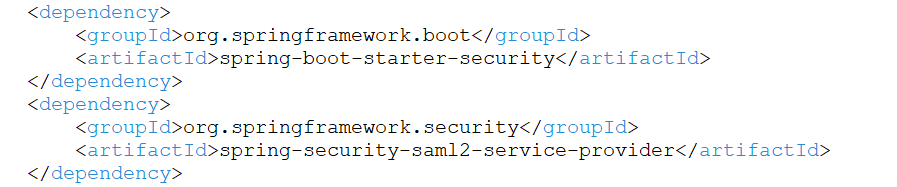 <dependency>
    <groupId>org.springframework.boot</groupId>
    <artifactId>spring-boot-starter-security</artifactId>
</dependency>
<dependency>
    <groupId>org.springframework.security</groupId>
    <artifactId>spring-security-saml2-service-provider</artifactId>
</dependency>